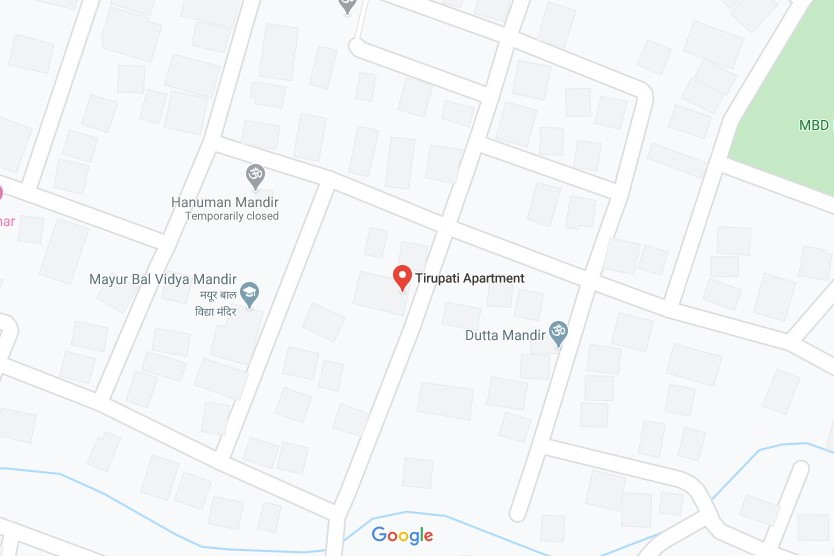 MBD
Hanuman Mandir
Temporarily closed
Mayur Bal Vidya Mandir
मयूर बाल
विद्या मंदिर
Tirupati Apartment
Dutta Mandir
Google